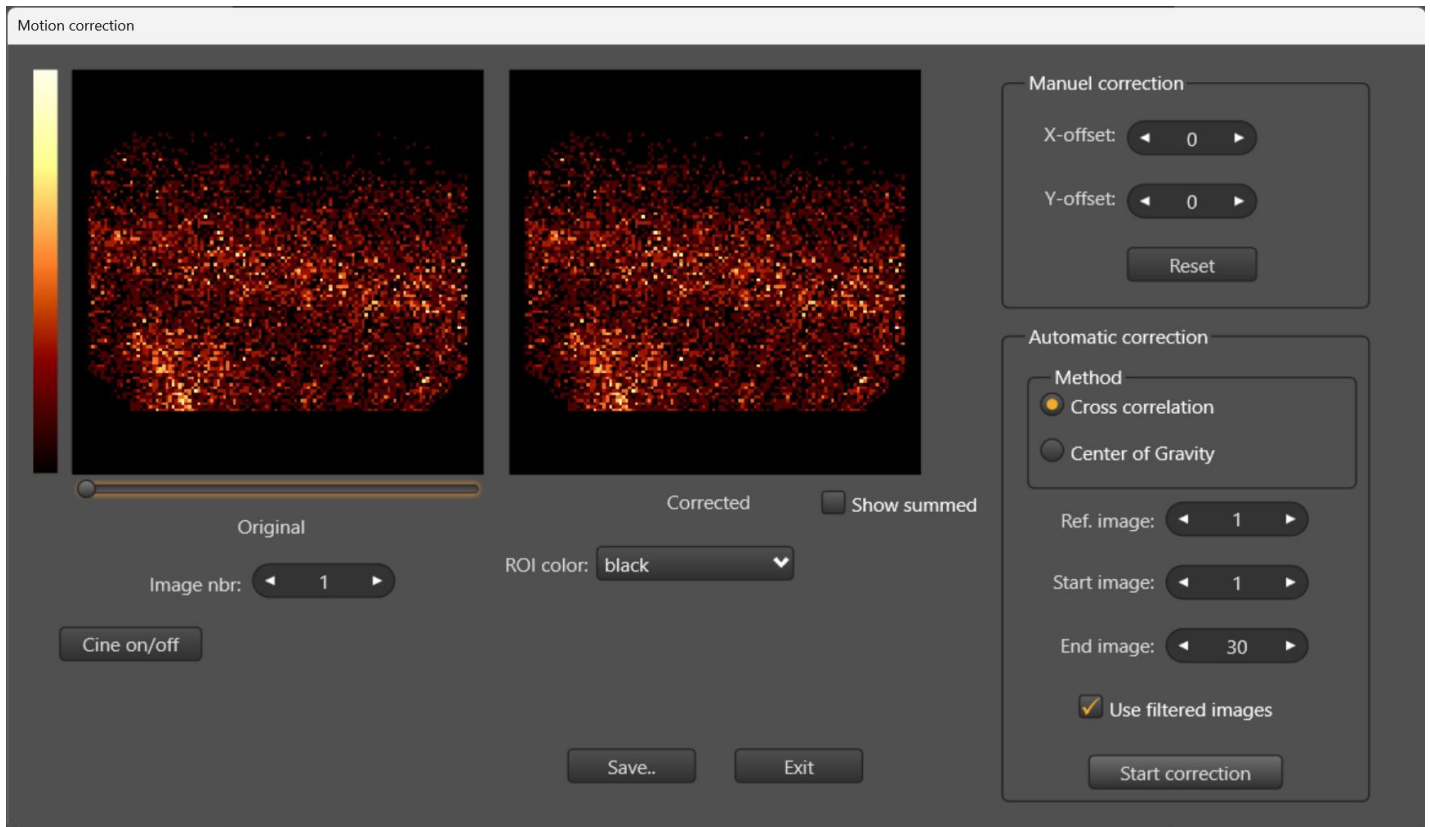 Motion correction
Original
Image nbr: 1
Cine on/off
Corrected
Show summed
ROI color: black
Save..
Exit
Manuel correction
X-offset: 0
Y-offset: 0
Reset
Automatic correction
Method
Cross correlation
Center of Gravity
Ref. image: 1
Start image: 1
End image: 30
Use filtered images
Start correction